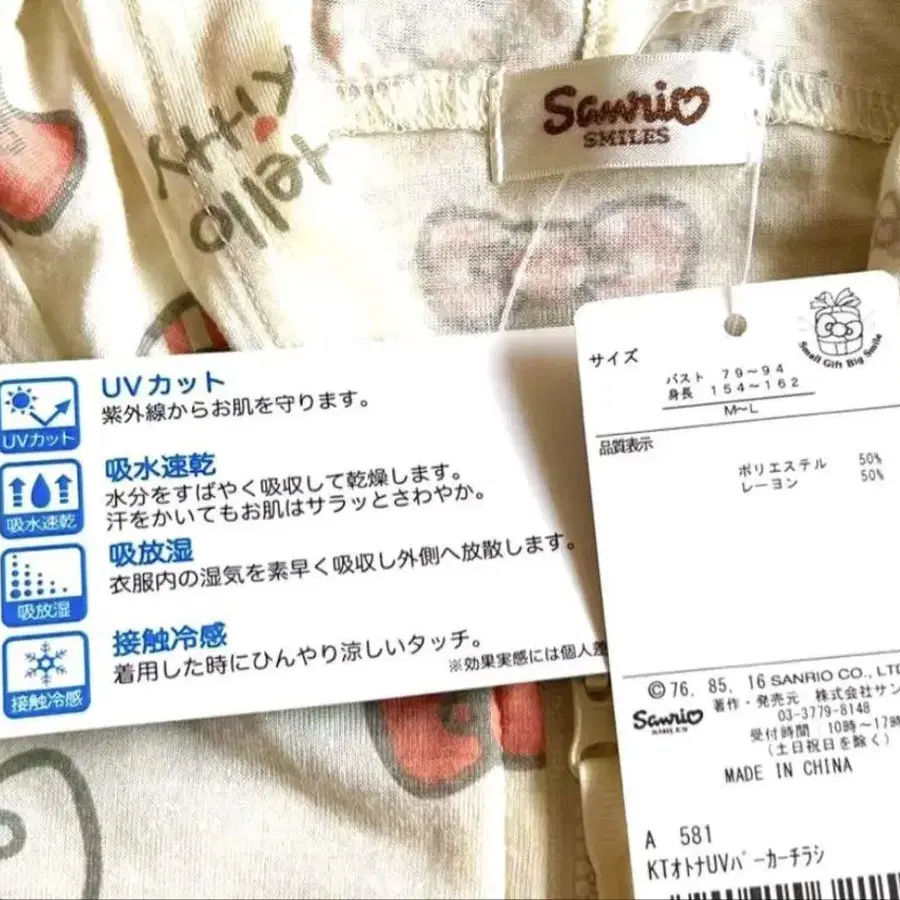 Hello
Kitty
Sanrio
SMILES
UVカット
UVカット
紫外線からお肌を守ります。
吸水速乾
吸水速乾
水分をすばやく吸収して乾燥します。
汗をかいてもお肌はサラッとさわやか。
吸放湿
吸放湿
衣服内の湿気を素早く吸収し外側へ放散します。
接触冷感
接触冷感
着用した時にひんやり涼しいタッチ。
※効果実感には個人差
Small Gift Big Smile
サイズ
バスト 79~94
身長 154~162
M~L
品質表示
ポリエステル 50%
レーヨン 50%
©76, 85, 16 SANRIO CO., LTD
著作・発売元 株式会社サン
Sanrio
03-3779-8148
受付時間 10時~17時
(土日祝日を除く)
MADE IN CHINA
A 581
KTオトナUVパーカーチラシ